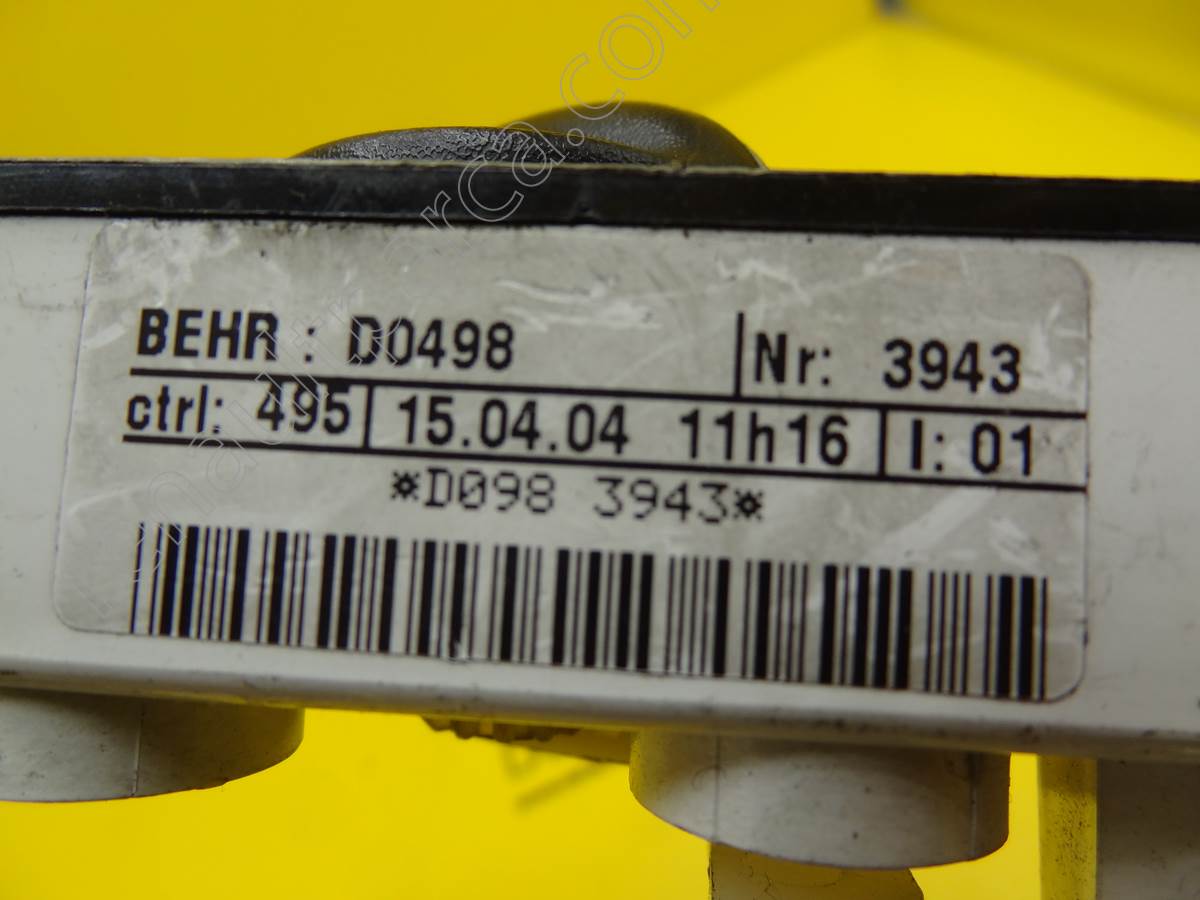 BEHR : D0498 Nr: 3943
ctrl: 495 15.04.04 11h16 I: 01
*D098 3943*